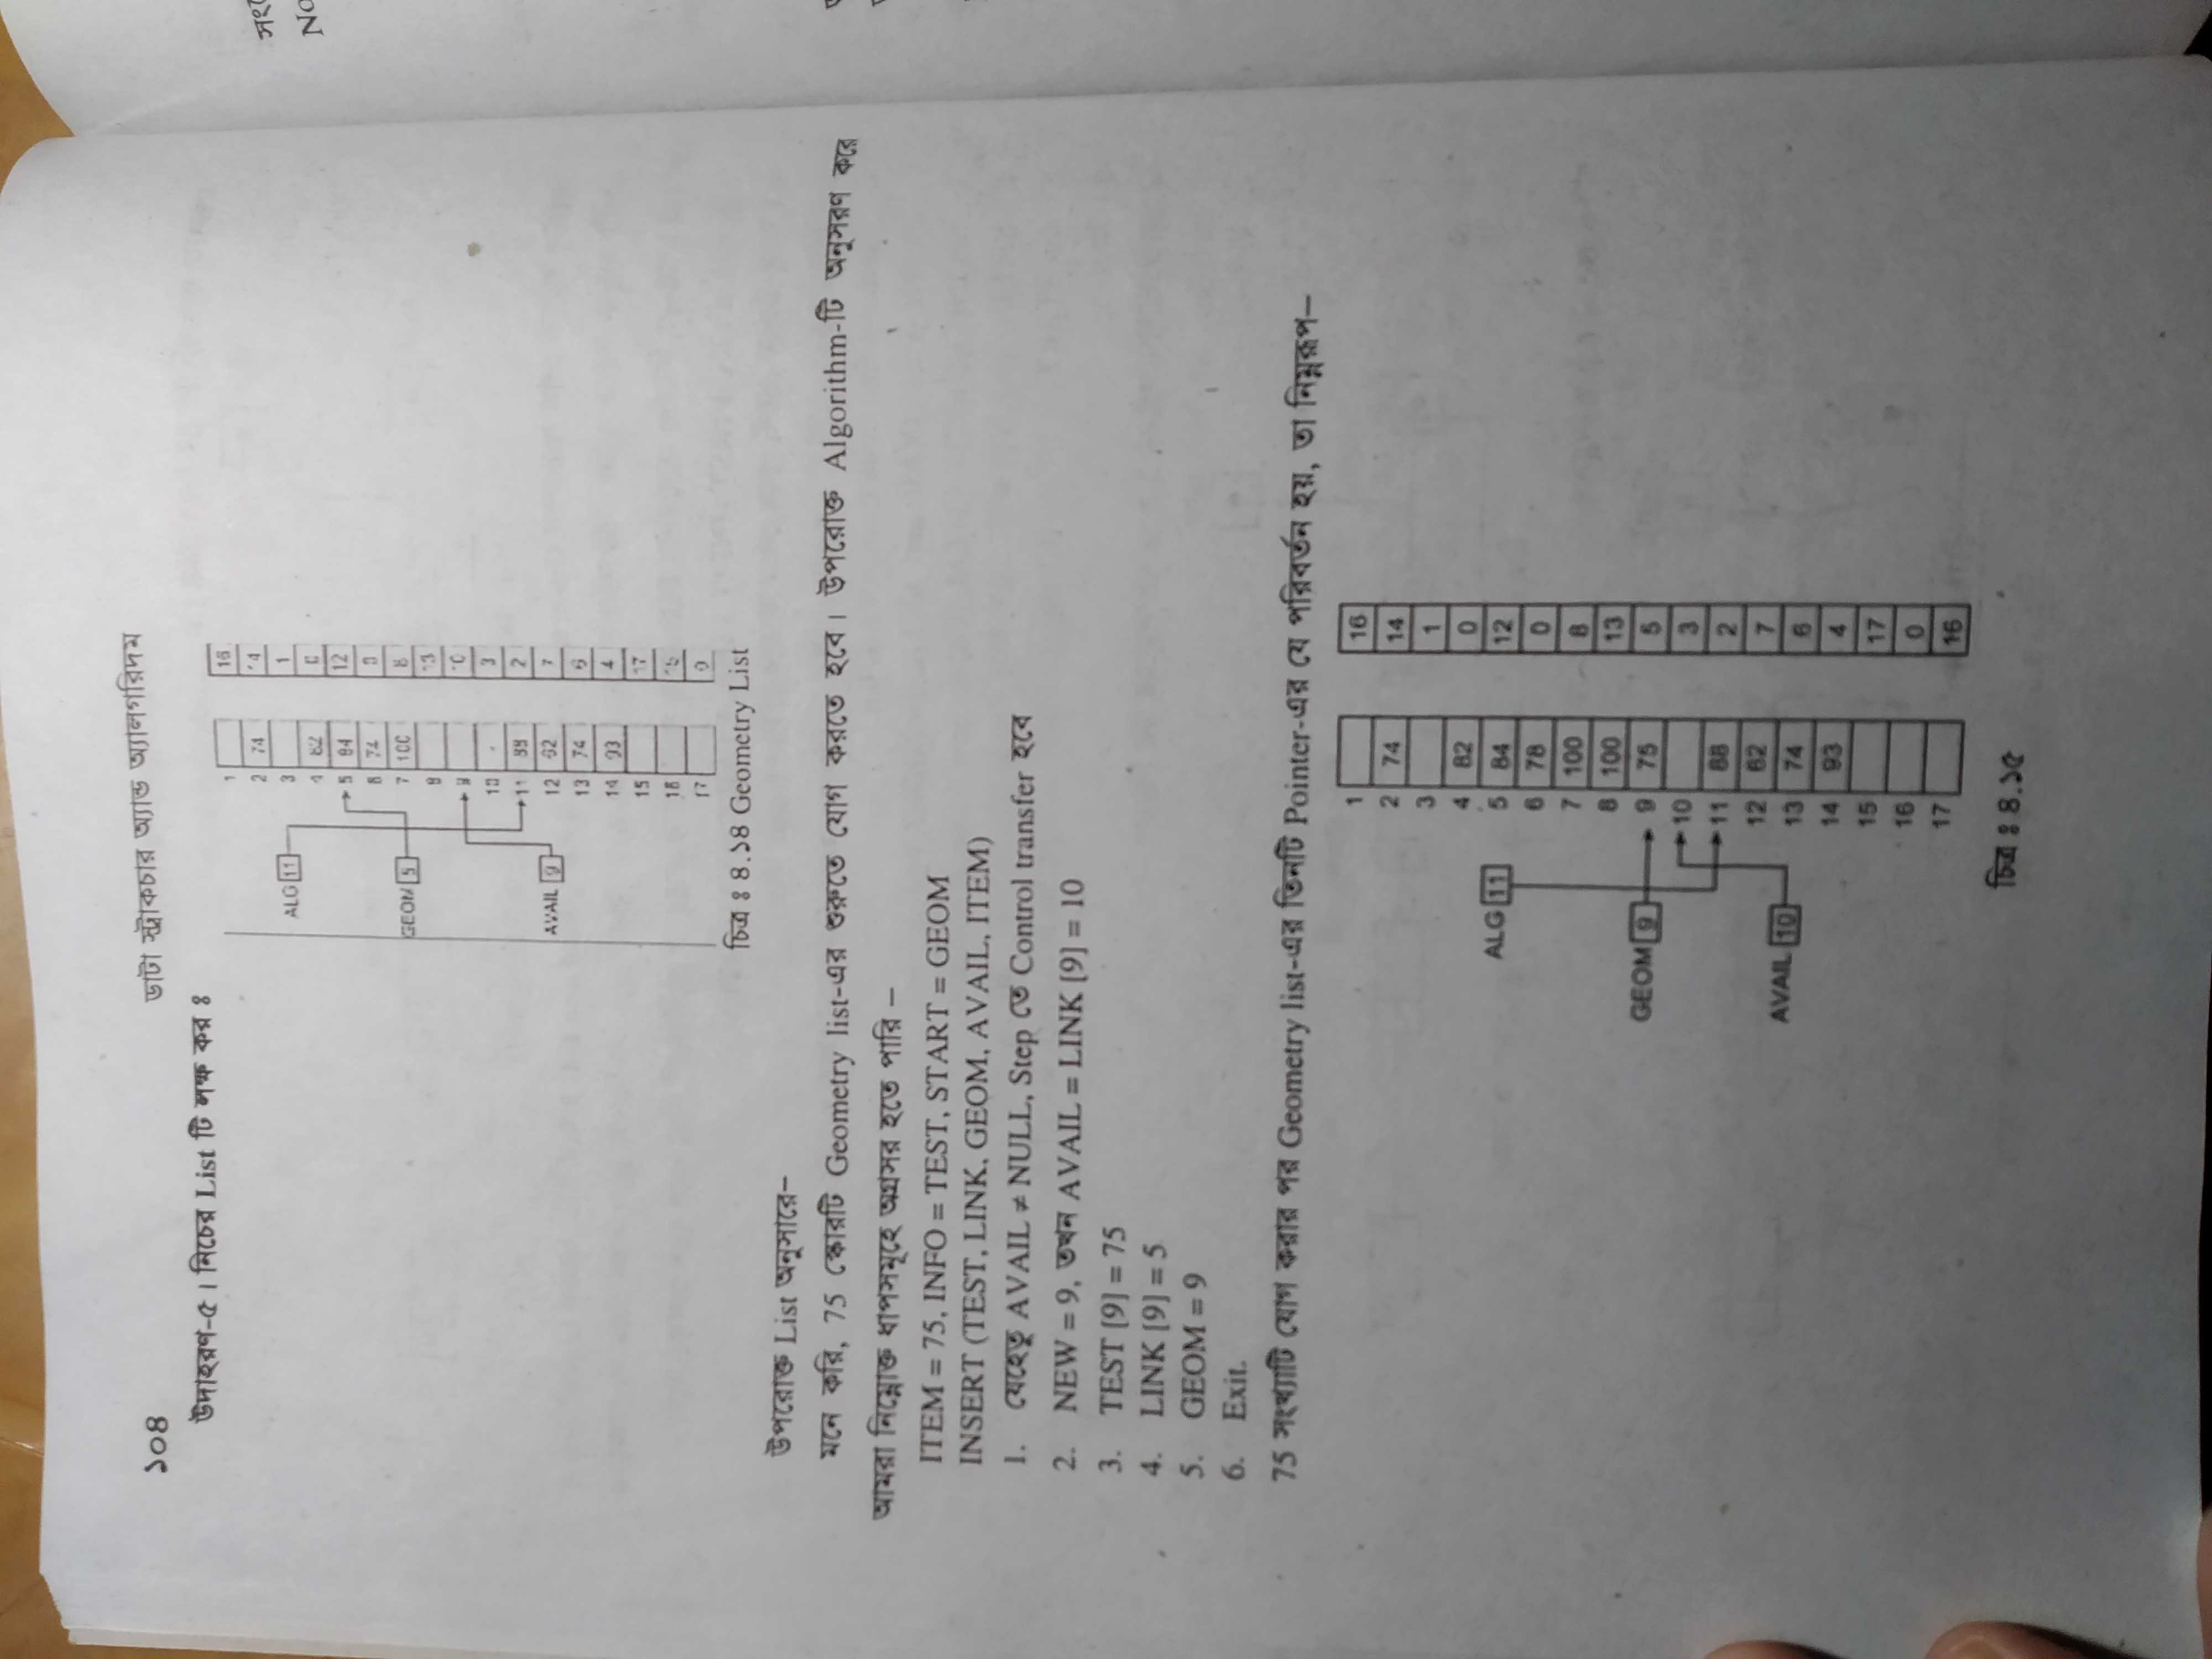 ১০৪
ডাটা স্ট্রাকচার অ্যান্ড অ্যালগরিদম
উদাহরণ-৫। নিচের List টি লক্ষ কর ঃ
ALG 11
GEOM 5
AVAIL 9
1 16
2 74 14
3 1
4 82 0
5 84 12
6 74 0
7 100 8
8 13
9 10
10 3
11 88 2
12 62 7
13 74 6
14 93 4
15 17
16
17 0
চিত্র ঃ ৪.১৪ Geometry List
উপরোক্ত List অনুসারে–
মনে করি, 75 স্কোরটি Geometry list-এর শুরুতে যোগ করতে হবে। উপরোক্ত Algorithm-টি অনুসরণ করে
আমরা নিম্নোক্ত ধাপসমূহে অগ্রসর হতে পারি –
ITEM = 75, INFO = TEST, START = GEOM
INSERT (TEST, LINK, GEOM, AVAIL, ITEM)
1. যেহেতু AVAIL ≠ NULL, Step তে Control transfer হবে
2. NEW = 9, তখন AVAIL = LINK [9] = 10
3. TEST [9] = 75
4. LINK [9] = 5
5. GEOM = 9
6. Exit.
75 সংখ্যাটি যোগ করার পর Geometry list-এর তিনটি Pointer-এর যে পরিবর্তন হয়, তা নিম্নরূপ–
ALG 11
GEOM 9
AVAIL 10
1 16
2 74 14
3 1
4 82 0
5 84 12
6 78 0
7 100 8
8 100 13
9 75 5
10 3
11 88 2
12 62 7
13 74 6
14 93 4
15 17
16 0
17 16
চিত্র ঃ ৪.১৫